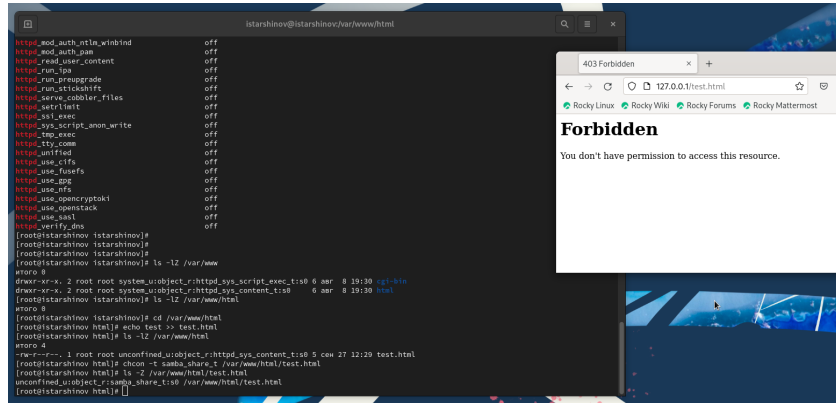 istarshinov@istarshinov:/var/www/html
httpd_mod_auth_ntlm_winbind off
httpd_mod_auth_pam off
httpd_read_user_content off
httpd_run_ipa off
httpd_run_preupgrade off
httpd_run_stickshift off
httpd_serve_cobbler_files off
httpd_setrlimit off
httpd_ssi_exec off
httpd_sys_script_anon_write off
httpd_tmp_exec off
httpd_tty_comm off
httpd_unified off
httpd_use_cifs off
httpd_use_fusefs off
httpd_use_gpg off
httpd_use_nfs off
httpd_use_opencryptoki off
httpd_use_openstack off
httpd_use_sasl off
httpd_verify_dns off
[root@istarshinov istarshinov]#
[root@istarshinov istarshinov]#
[root@istarshinov istarshinov]#
[root@istarshinov istarshinov]# ls -lZ /var/www
итого 0
drwxr-xr-x. 2 root root system_u:object_r:httpd_sys_script_exec_t:s0 6 авг 8 19:30 cgi-bin
drwxr-xr-x. 2 root root system_u:object_r:httpd_sys_content_t:s0 6 авг 8 19:30 html
[root@istarshinov istarshinov]# ls -lZ /var/www/html
итого 0
[root@istarshinov istarshinov]# cd /var/www/html
[root@istarshinov html]# echo test >> test.html
[root@istarshinov html]# ls -lZ /var/www/html
итого 4
-rw-r--r--. 1 root root unconfined_u:object_r:httpd_sys_content_t:s0 5 сен 27 12:29 test.html
[root@istarshinov html]# chcon -t samba_share_t /var/www/html/test.html
[root@istarshinov html]# ls -Z /var/www/html/test.html
unconfined_u:object_r:samba_share_t:s0 /var/www/html/test.html
[root@istarshinov html]#
403 Forbidden
127.0.0.1/test.html
Rocky Linux Rocky Wiki Rocky Forums Rocky Mattermost
Forbidden
You don't have permission to access this resource.